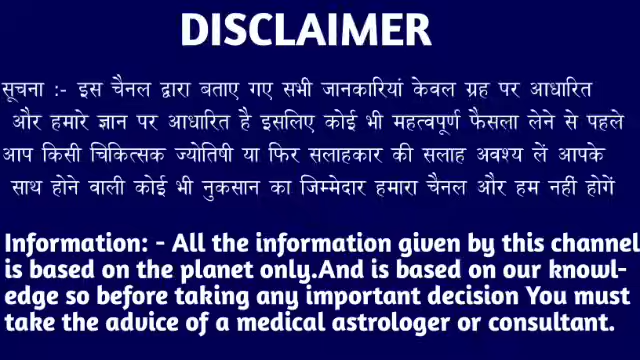 DISCLAIMER
सूचना :- इस चैनल द्वारा बताए गए सभी जानकारियां केवल ग्रह पर आधारित
और हमारे ज्ञान पर आधारित है इसलिए कोई भी महत्वपूर्ण फैसला लेने से पहले
आप किसी चिकित्सक ज्योतिषी या फिर सलाहकार की सलाह अवश्य लें आपके
साथ होने वाली कोई भी नुकसान का जिम्मेदार हमारा चैनल और हम नहीं होगें
Information: - All the information given by this channel
is based on the planet only.And is based on our knowl-
edge so before taking any important decision You must
take the advice of a medical astrologer or consultant.